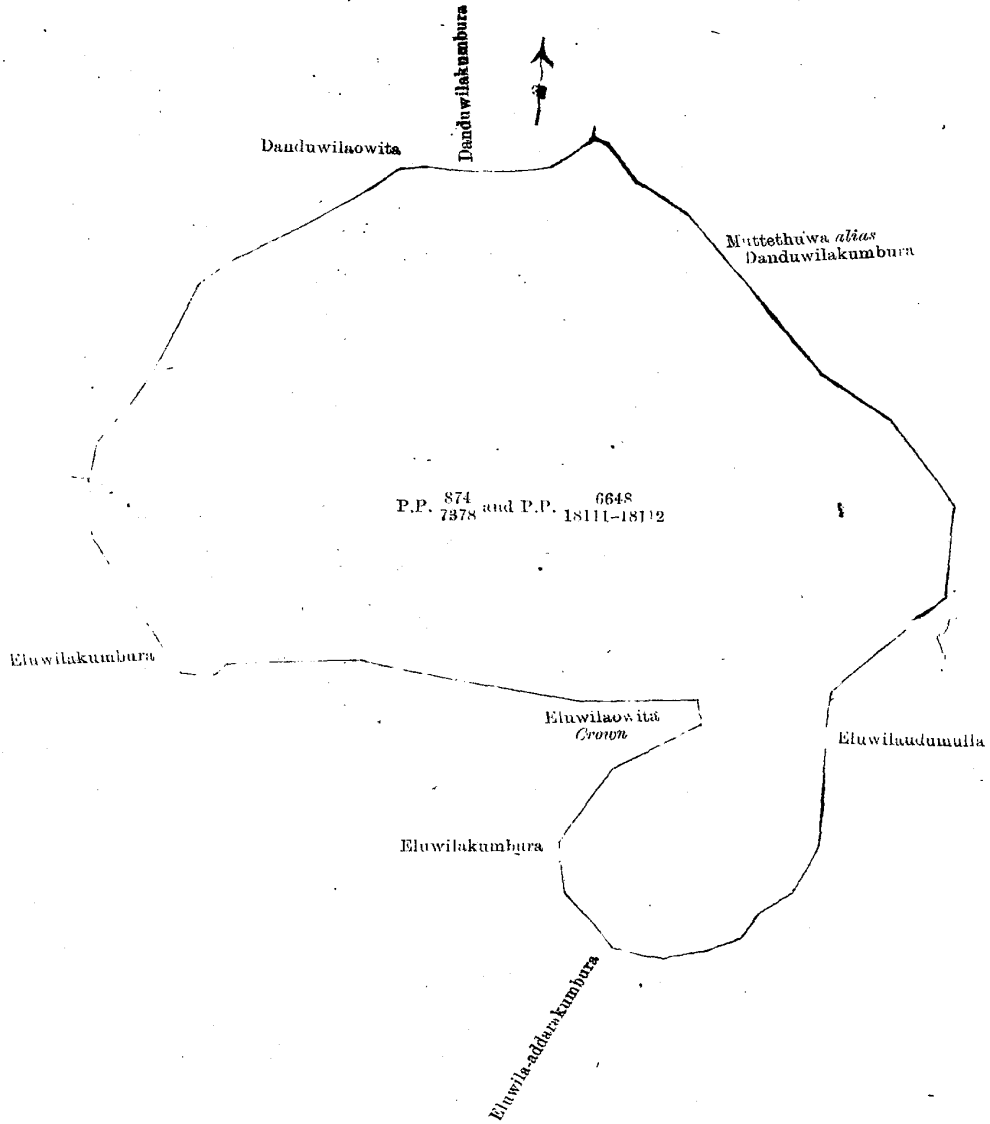 Danduwilakumbura
Danduwilaowita
Muttethuwa alias
Danduwilakumbura
P.P. 874/7378 and P.P. 6648/18111–18112
Eluwilakumbura
Eluwilaowita
Crown
Eluwilaudumulla
Eluwilakumbura
Eluwila-addarakumbura